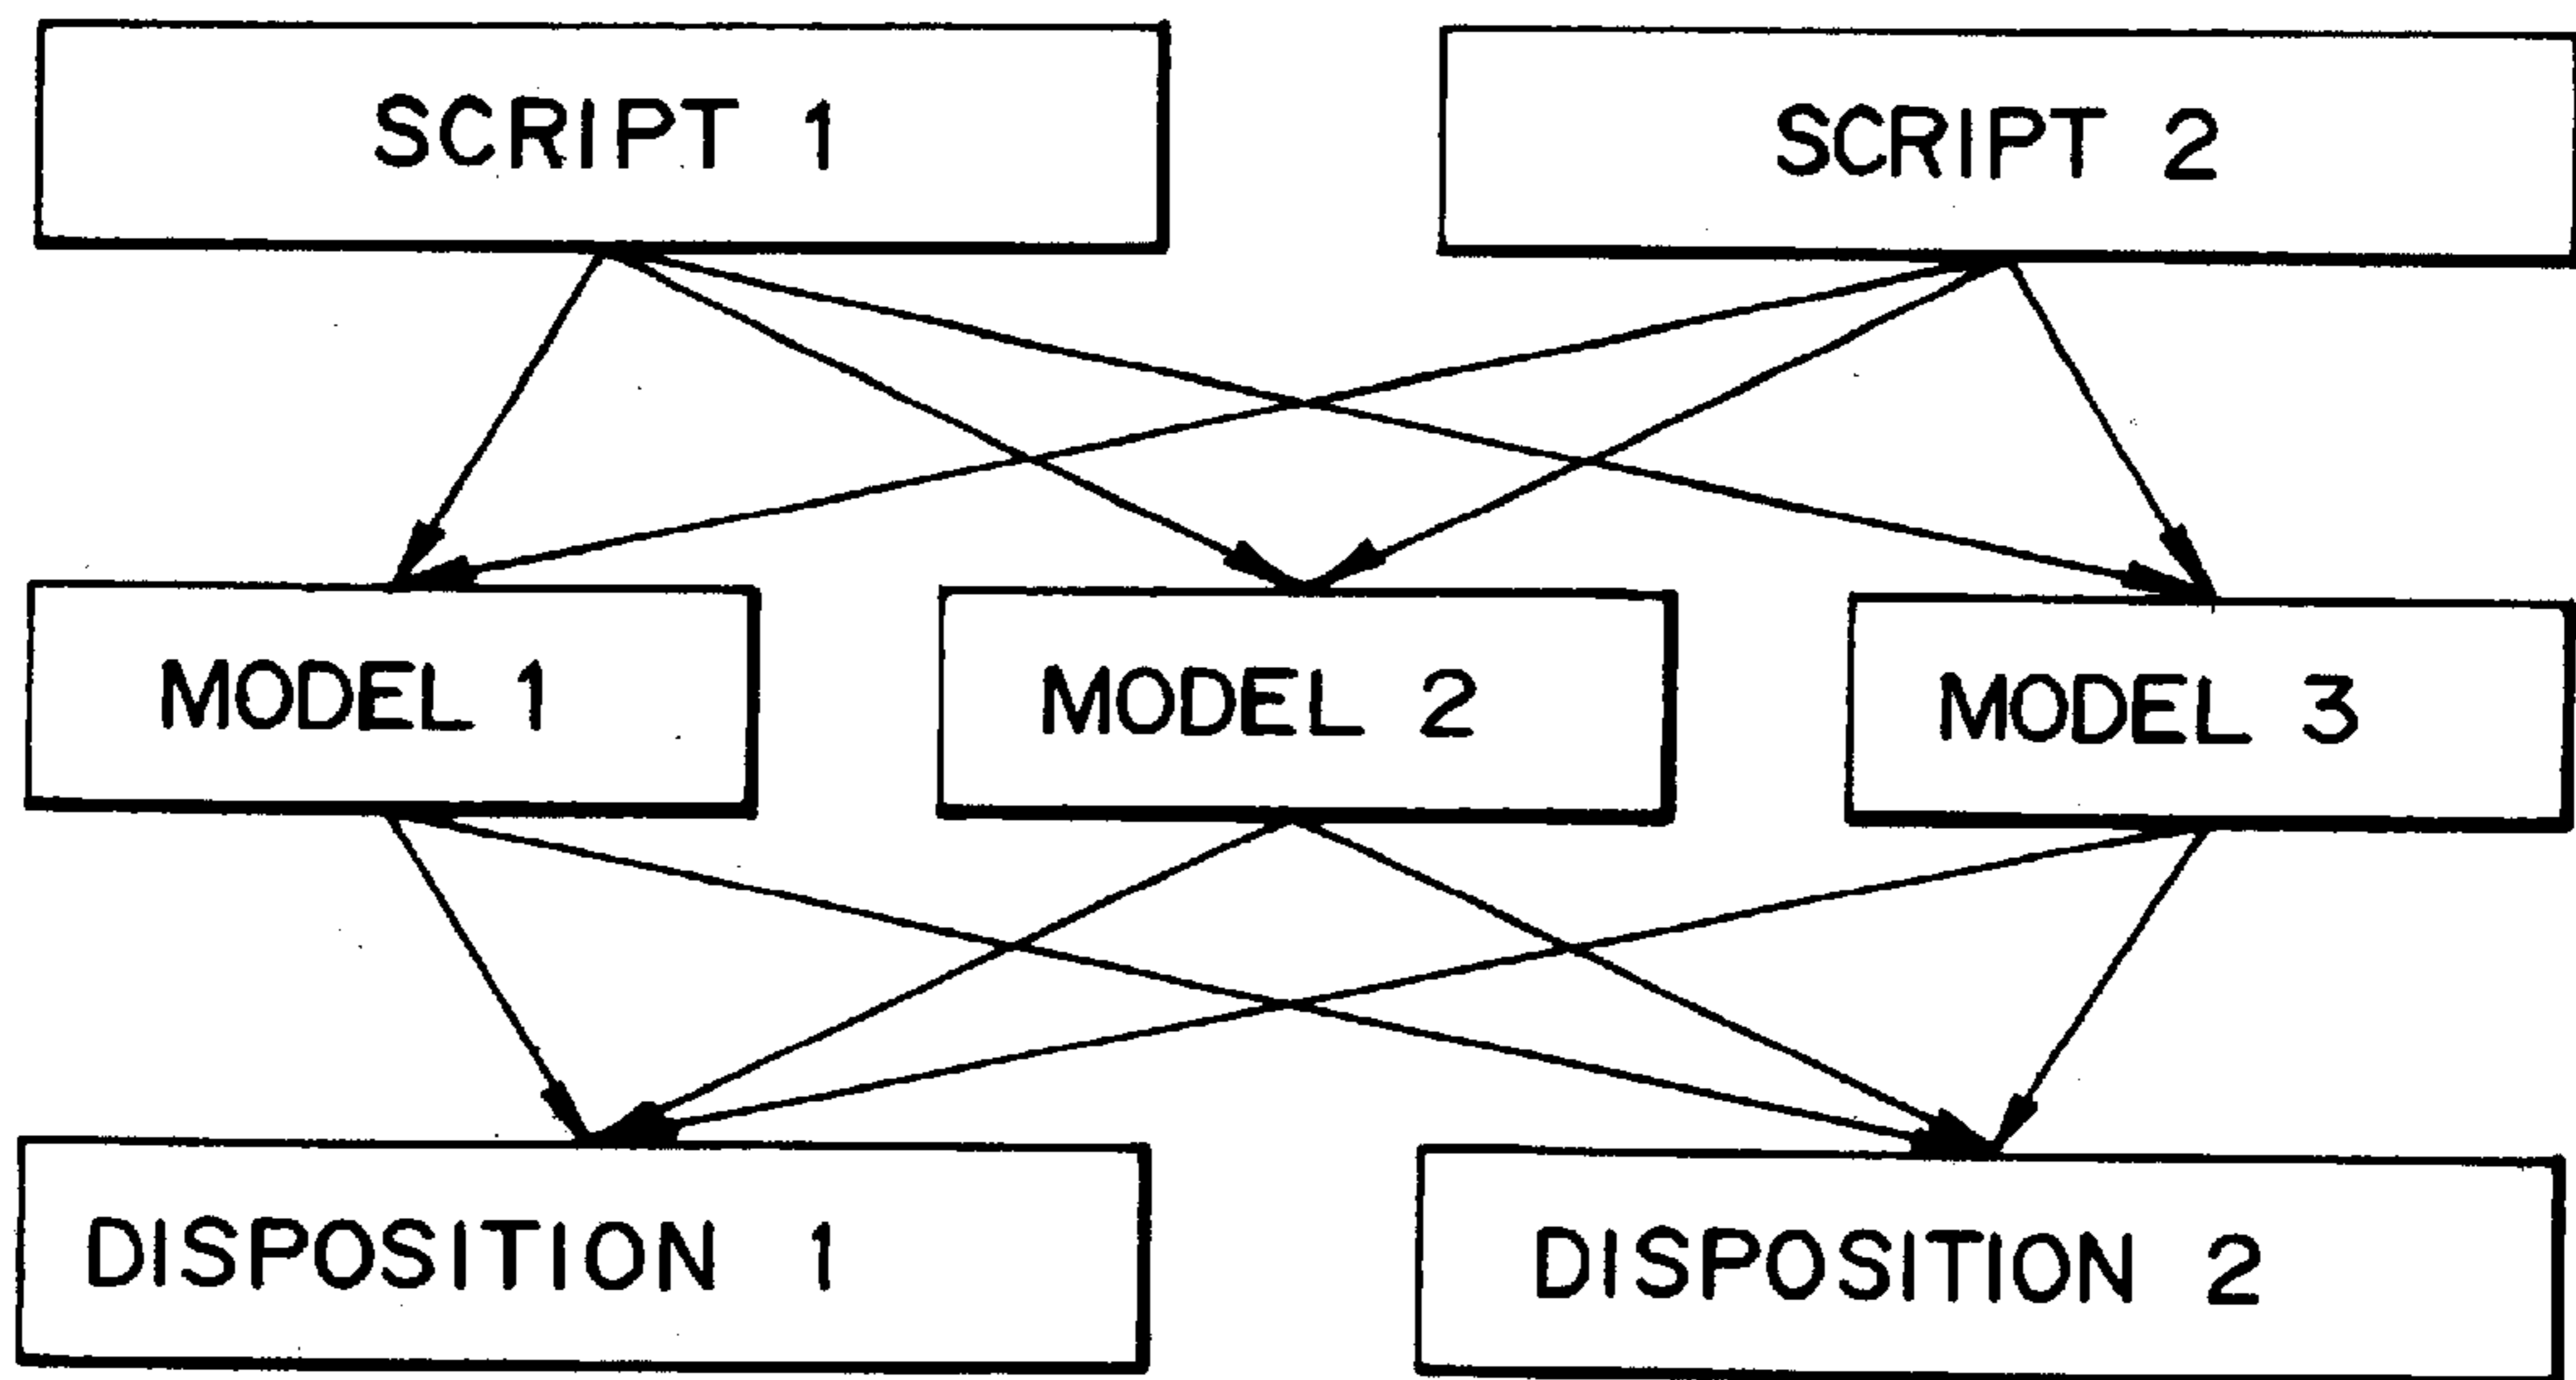 SCRIPT 1
SCRIPT 2
MODEL 1
MODEL 2
MODEL 3
DISPOSITION 1
DISPOSITION 2